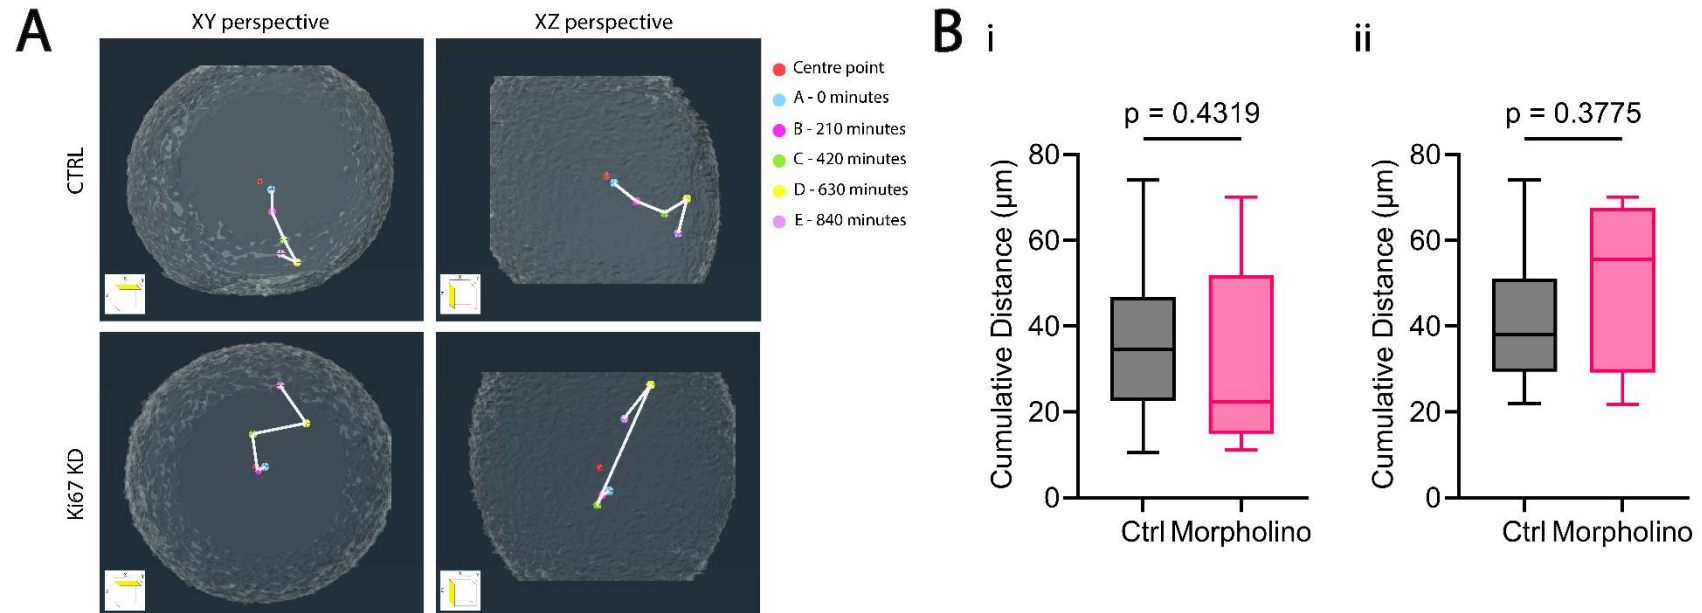 A
XY perspective
XZ perspective
CTRL
Ki67 KD
Centre point
A - 0 minutes
B - 210 minutes
C - 420 minutes
D - 630 minutes
E - 840 minutes
B
i
p = 0.4319
Cumulative Distance (µm)
80
60
40
20
0
Ctrl Morpholino
ii
p = 0.3775
Cumulative Distance (µm)
80
60
40
20
0
Ctrl Morpholino